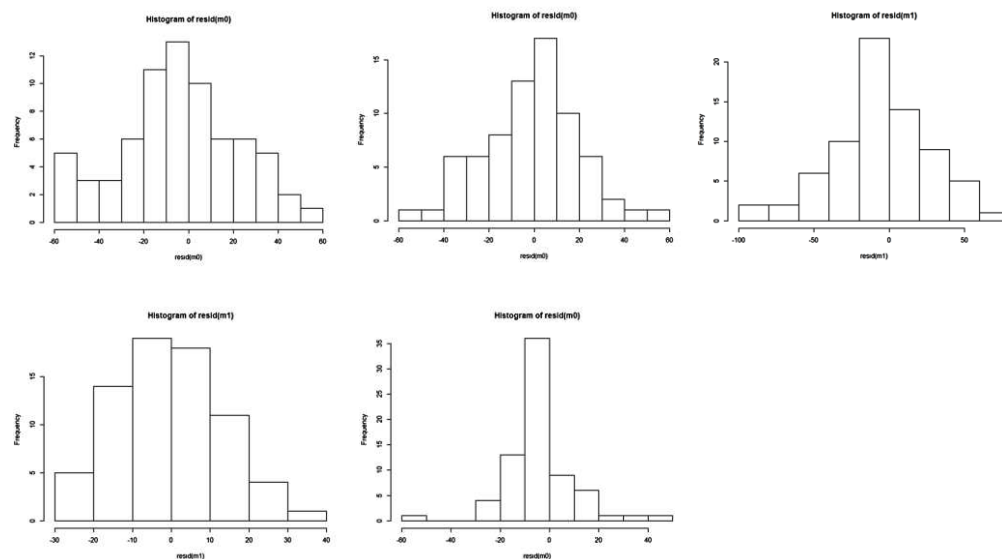 Histogram of resid(m0)
Frequency
0 2 4 6 8 10 12
-60 -40 -20 0 20 40 60
resid(m0)
Histogram of resid(m0)
Frequency
0 5 10 15
-60 -40 -20 0 20 40 60
resid(m0)
Histogram of resid(m1)
Frequency
0 5 10 15 20
-100 -50 0 50
resid(m1)
Histogram of resid(m1)
Frequency
0 5 10 15
-30 -20 -10 0 10 20 30 40
resid(m1)
Histogram of resid(m0)
Frequency
0 5 10 15 20 25 30 35
-60 -40 -20 0 20 40
resid(m0)